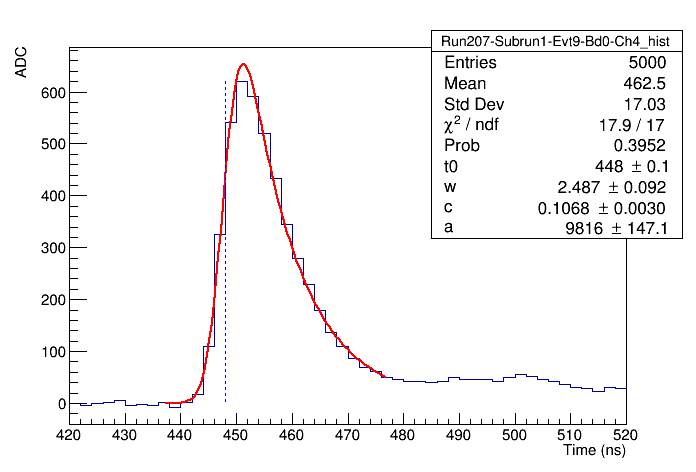 Run207-Subrun1-Evt9-Bd0-Ch4_hist
Entries 5000
Mean 462.5
Std Dev 17.03
χ² / ndf 17.9 / 17
Prob 0.3952
t0 448 ± 0.1
w 2.487 ± 0.092
c 0.1068 ± 0.0030
a 9816 ± 147.1
ADC
600
500
400
300
200
100
0
420 430 440 450 460 470 480 490 500 510 520
Time (ns)